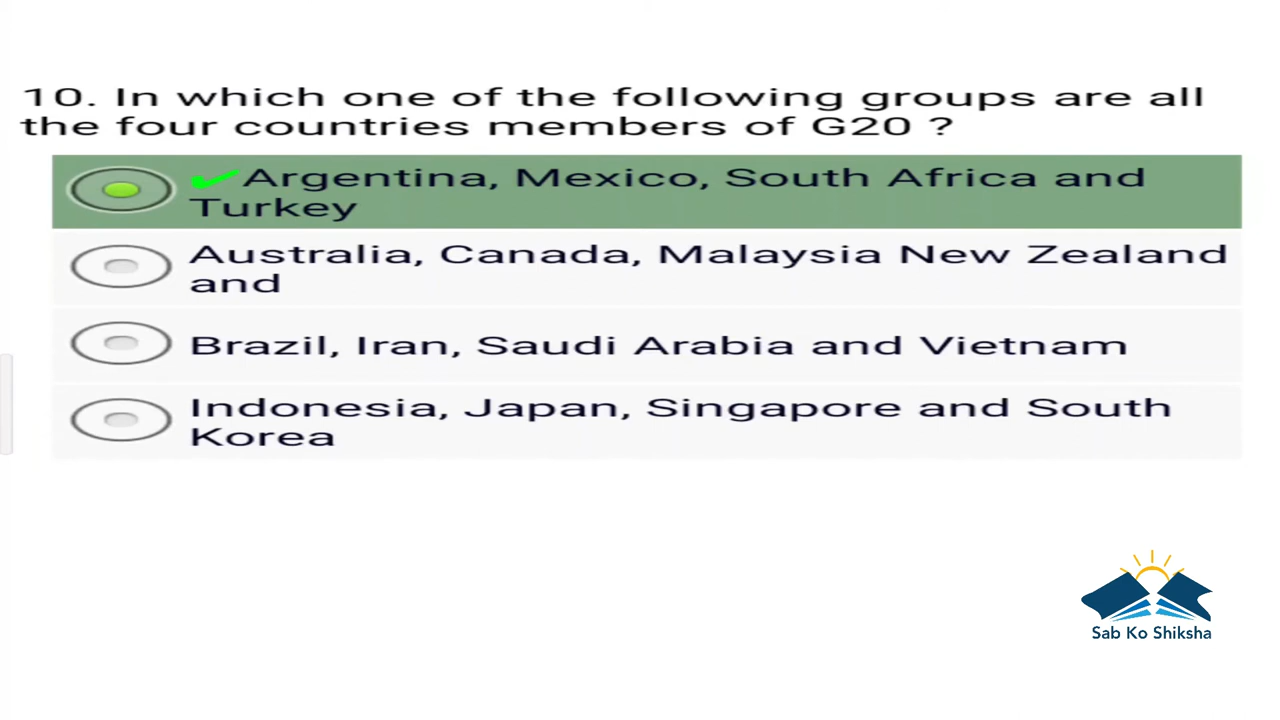 10. In which one of the following groups are all
the four countries members of G20 ?
Argentina, Mexico, South Africa and
Turkey
Australia, Canada, Malaysia New Zealand
and
Brazil, Iran, Saudi Arabia and Vietnam
Indonesia, Japan, Singapore and South
Korea
Sab Ko Shiksha